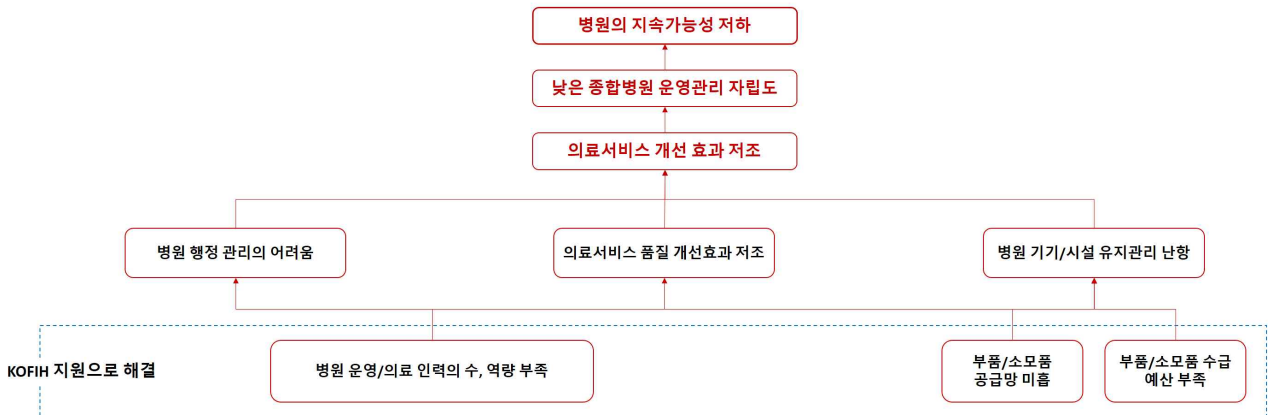 병원의 지속가능성 저하
낮은 종합병원 운영관리 자립도
의료서비스 개선 효과 저조
병원 행정 관리의 어려움
의료서비스 품질 개선효과 저조
병원 기기/시설 유지관리 난항
KOFIH 지원으로 해결
병원 운영/의료 인력의 수, 역량 부족
부품/소모품
공급망 미흡
부품/소모품 수급
예산 부족